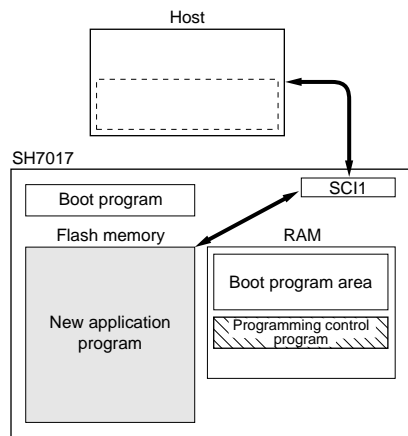 Host
SH7017
SCI1
Boot program
Flash memory
RAM
New application
program
Boot program area
Programming control
program